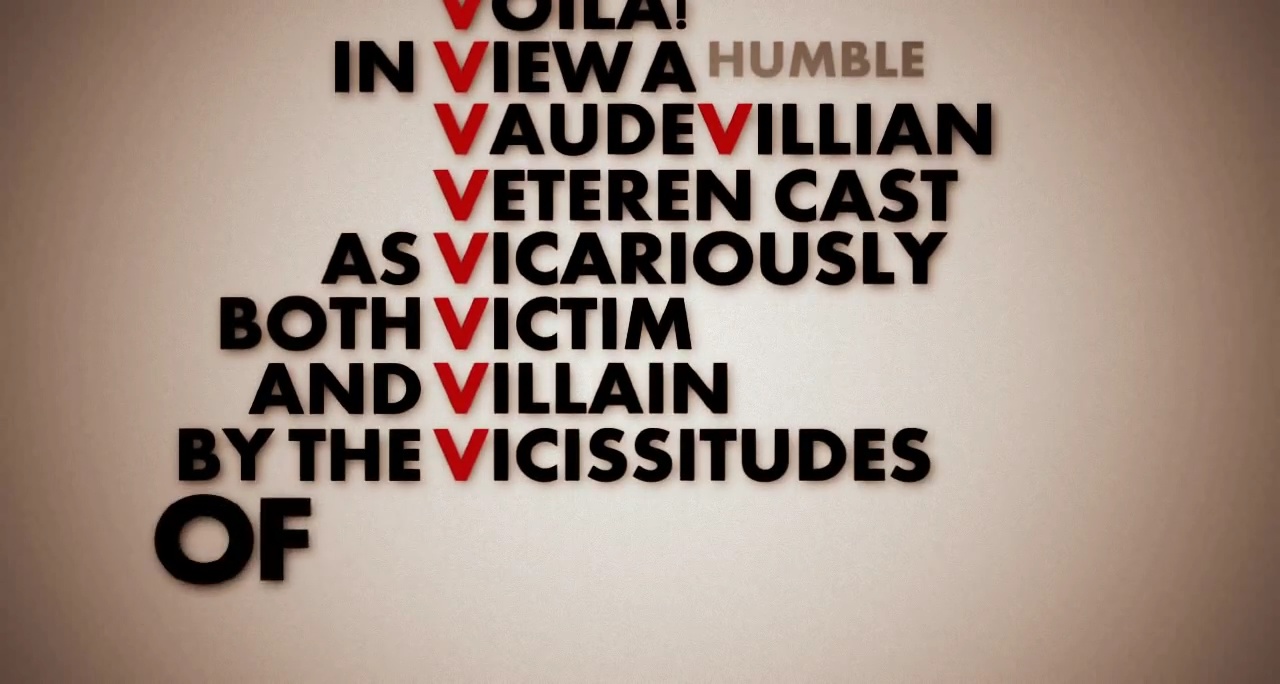 VOILA!
IN VIEW A HUMBLE
VAUDEVILLIAN
VETEREN CAST
AS VICARIOUSLY
BOTH VICTIM
AND VILLAIN
BY THE VICISSITUDES
OF